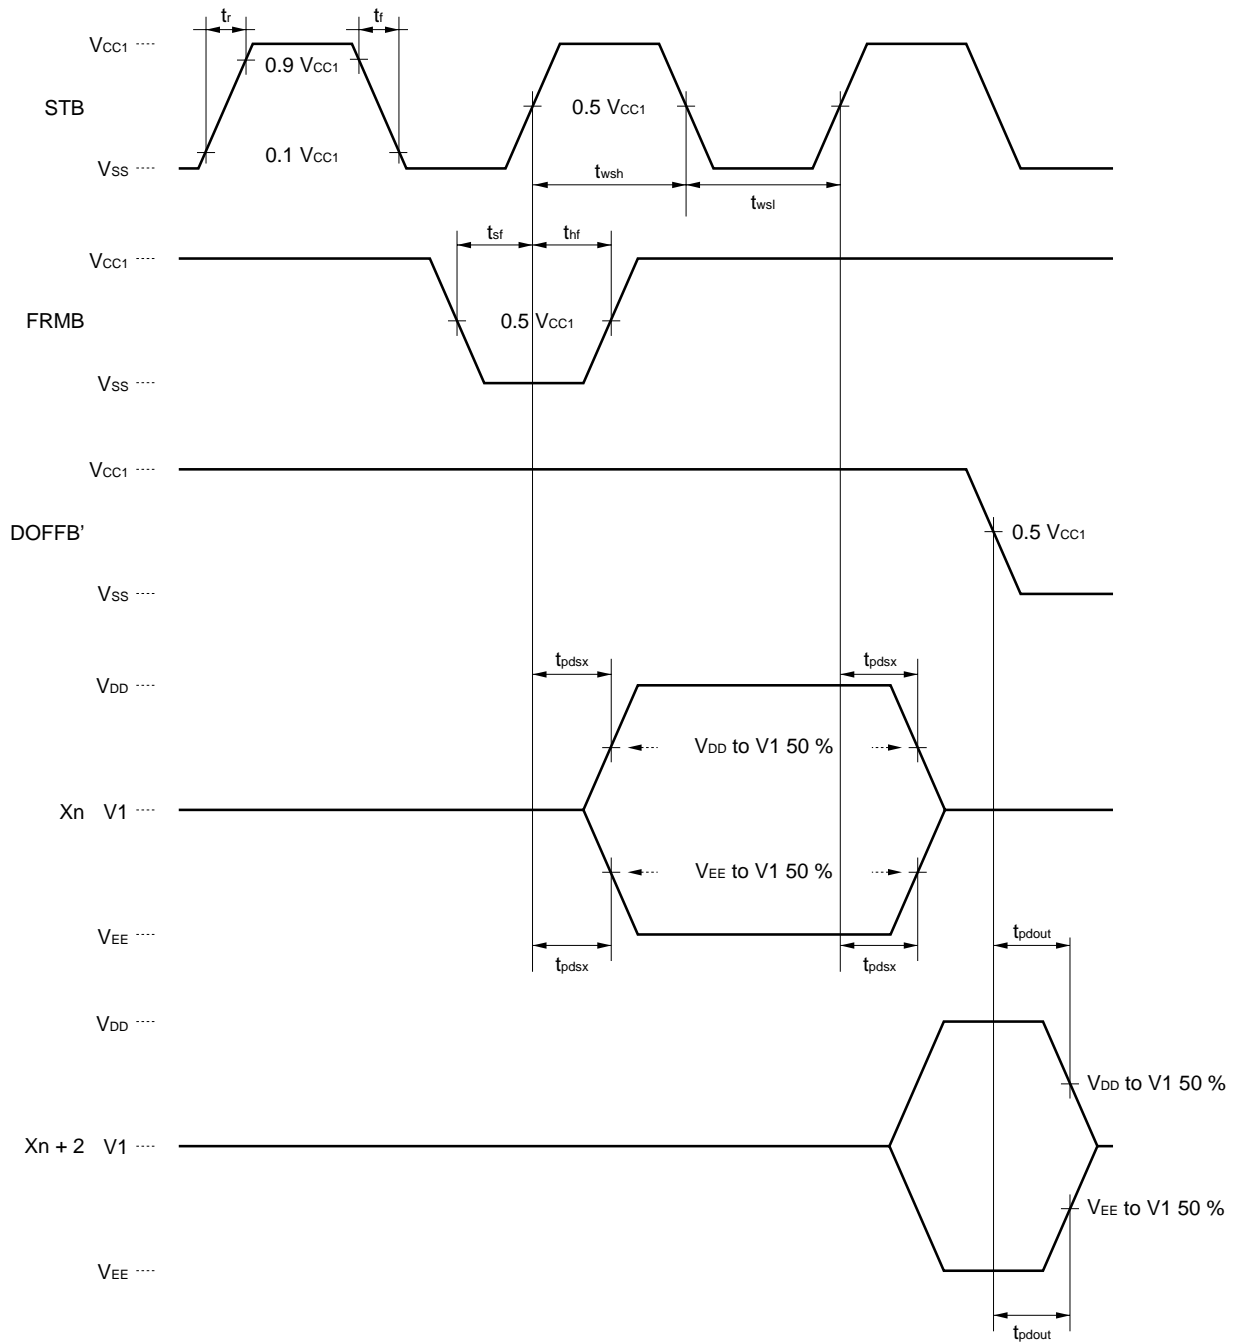 tr
tf
VCC1
0.9 VCC1
STB
0.5 VCC1
0.1 VCC1
VSS
twsh
twsl
tsf
thf
VCC1
FRMB
0.5 VCC1
VSS
VCC1
DOFFB’
0.5 VCC1
VSS
tpdsx
tpdsx
VDD
VDD to V1 50 %
Xn V1
VEE to V1 50 %
VEE
tpdsx
tpdsx
tpdout
VDD
VDD to V1 50 %
Xn + 2 V1
VEE to V1 50 %
VEE
tpdout